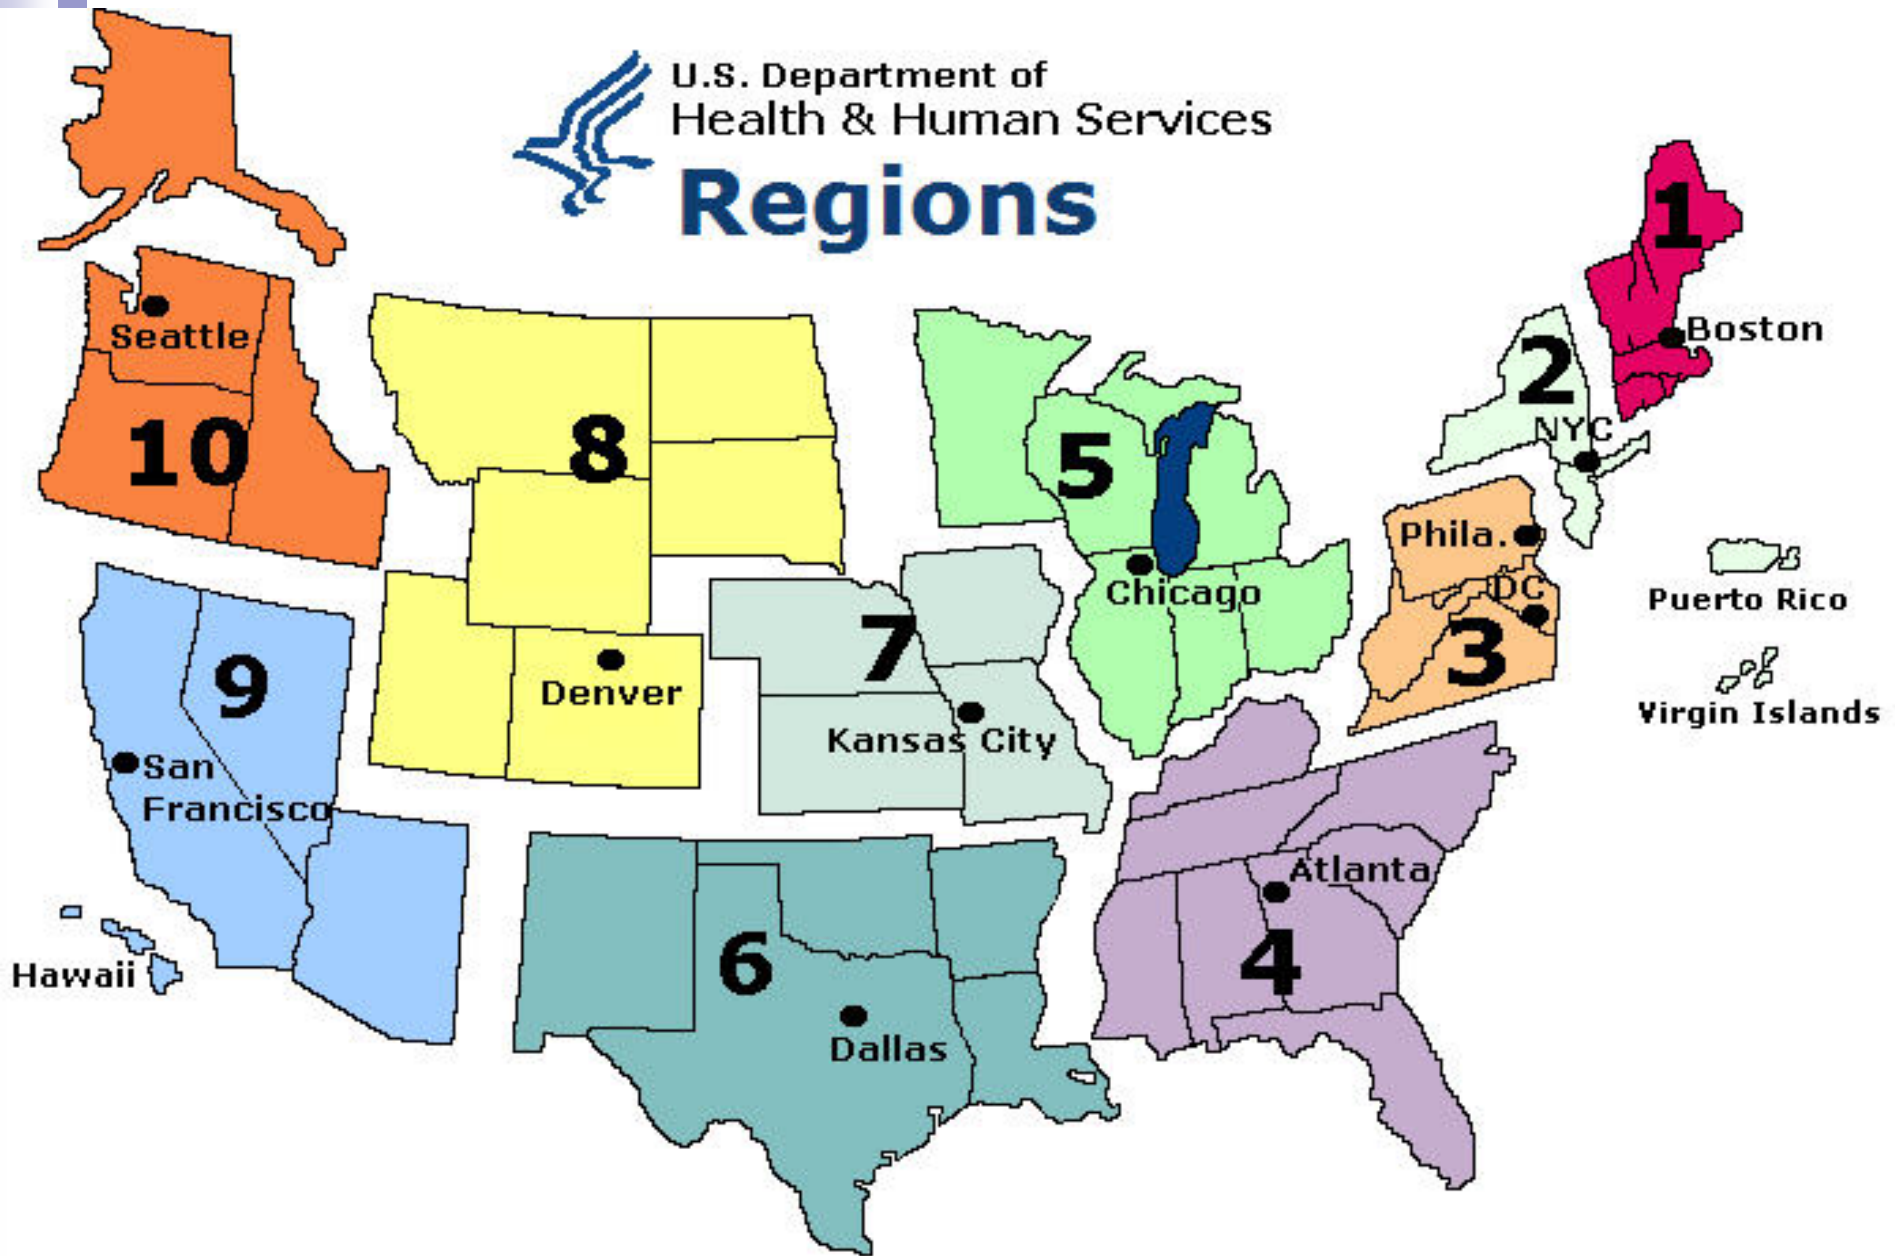 U.S. Department of
Health & Human Services
Regions
1
Boston
2
NYC
Seattle
10
8
5
Chicago
Phila.
DC
3
Puerto Rico
Virgin Islands
7
Kansas City
Denver
9
San
Francisco
Hawaii
6
Dallas
Atlanta
4